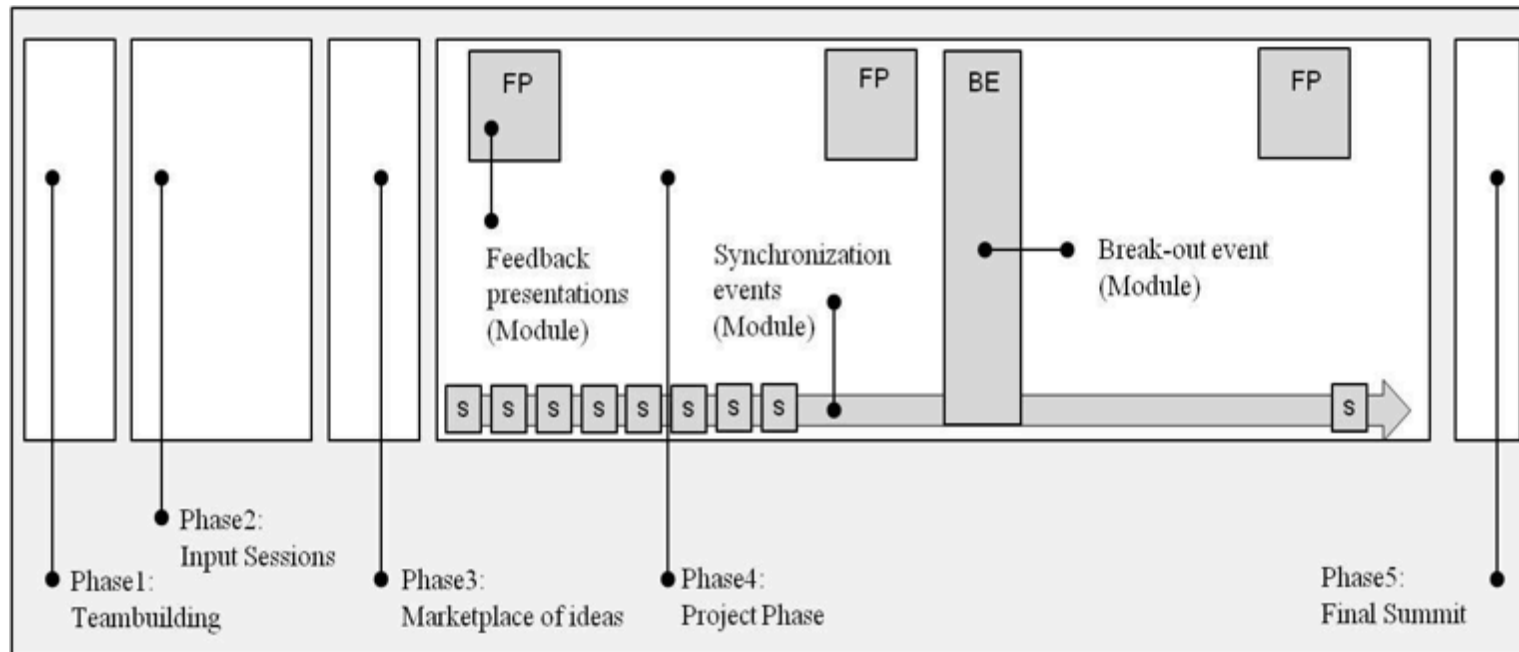 FP
FP
BE
FP
Feedback
presentations
(Module)
Synchronization
events
(Module)
Break-out event
(Module)
S S S S S S S S S
Phase2:
Input Sessions
Phase1:
Teambuilding
Phase3:
Marketplace of ideas
Phase4:
Project Phase
Phase5:
Final Summit